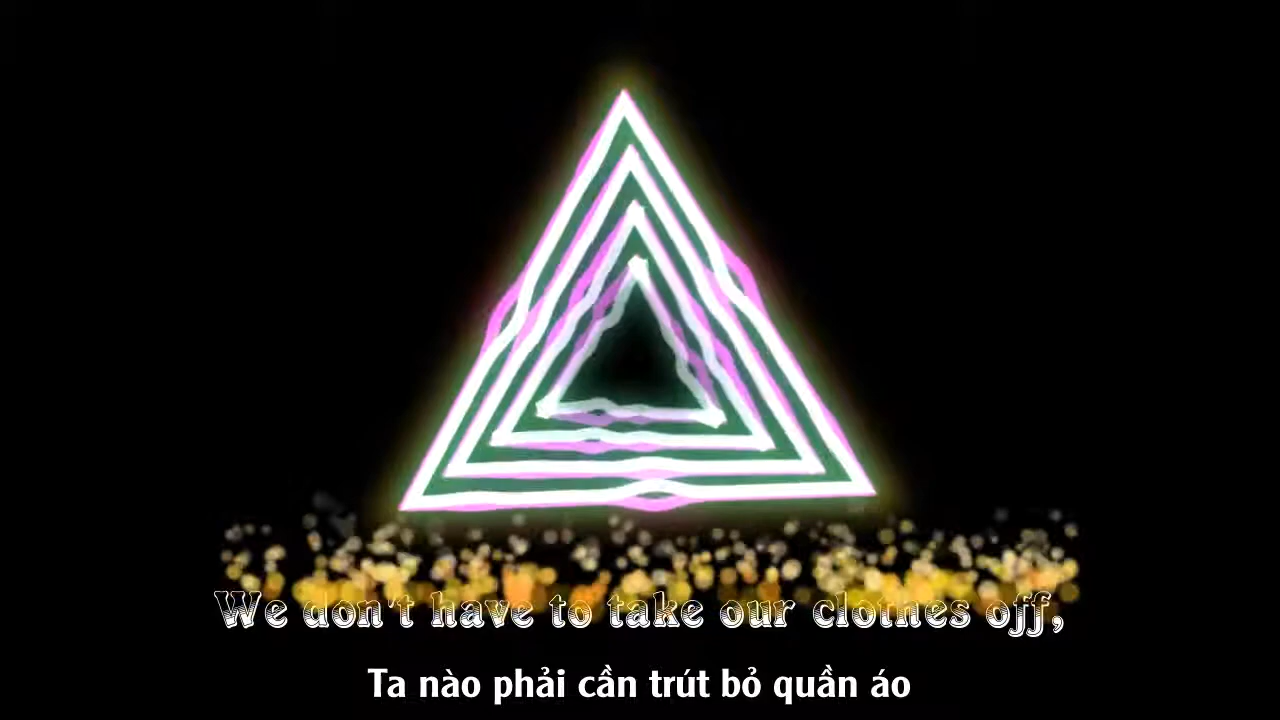 We don't have to take our clothes off,
Ta nào phải cần trút bỏ quần áo